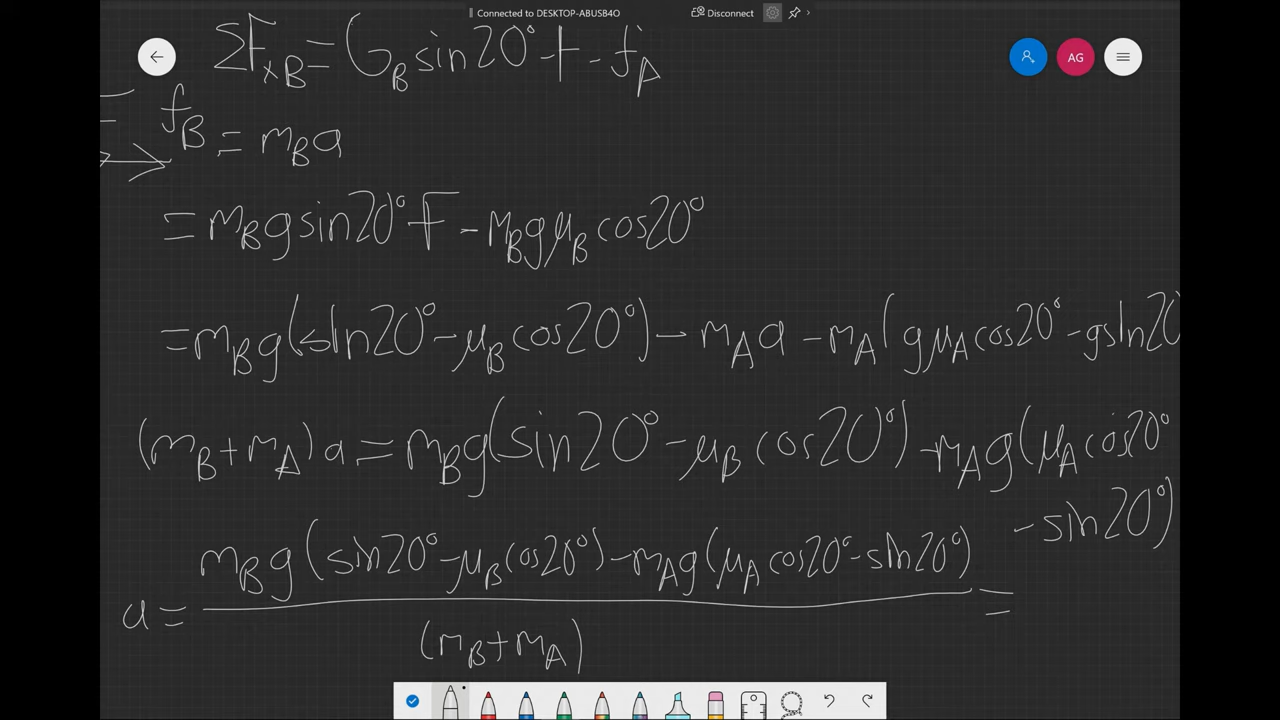 Connected to DESKTOP-ABUSB4O Disconnect
ΣF_xB = G_B sin20° - F - f_A
AG
f_B = m_B a
= m_B g sin20° F - m_B g μ_B cos20°
= m_B g(sin20° - μ_B cos20°) - m_A a - m_A(g μ_A cos20° - g sin20
(m_B + m_A) a = m_B g(sin20° - μ_B cos20°) - m_A g(μ_A cos20°
- sin20°)
m_B g(sin20° - μ_B cos20°) - m_A g(μ_A cos20° - sin20°)
a = =
(m_B + m_A)